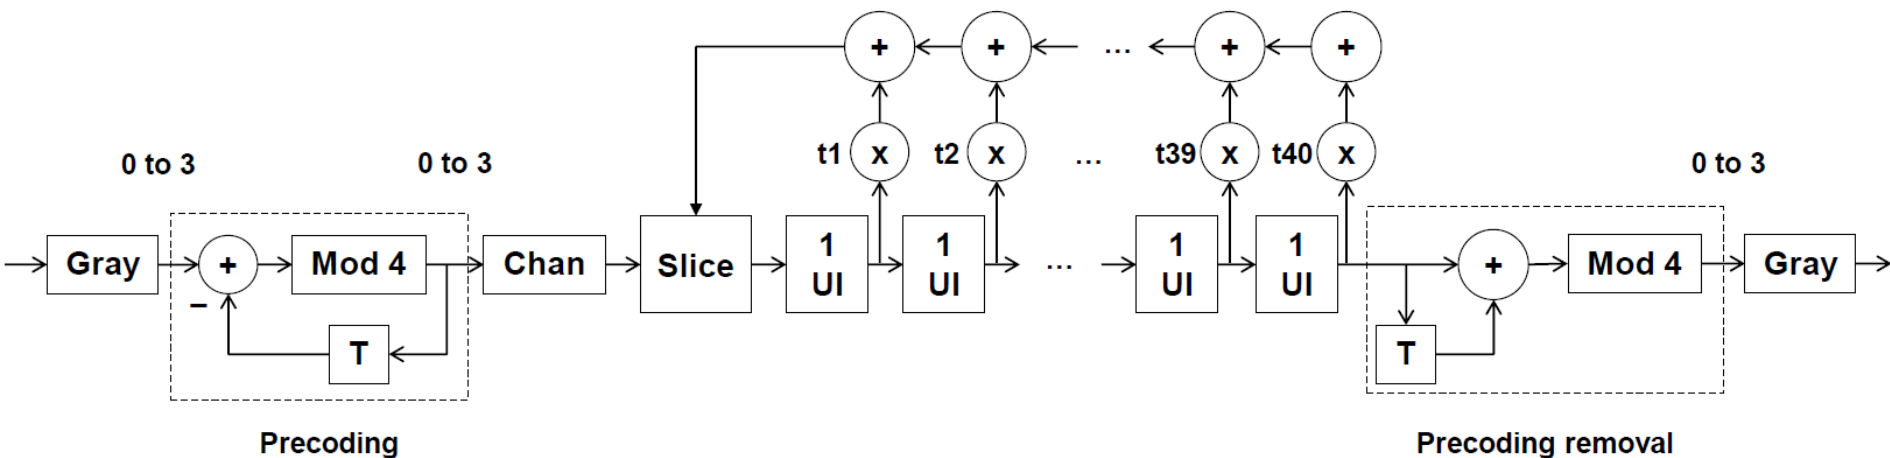 + + ... + +
t1 x t2 x ... t39 x t40 x
0 to 3 0 to 3 0 to 3
Gray + Mod 4 Chan Slice 1 UI 1 UI ... 1 UI 1 UI + Mod 4 Gray
–
T T
Precoding Precoding removal